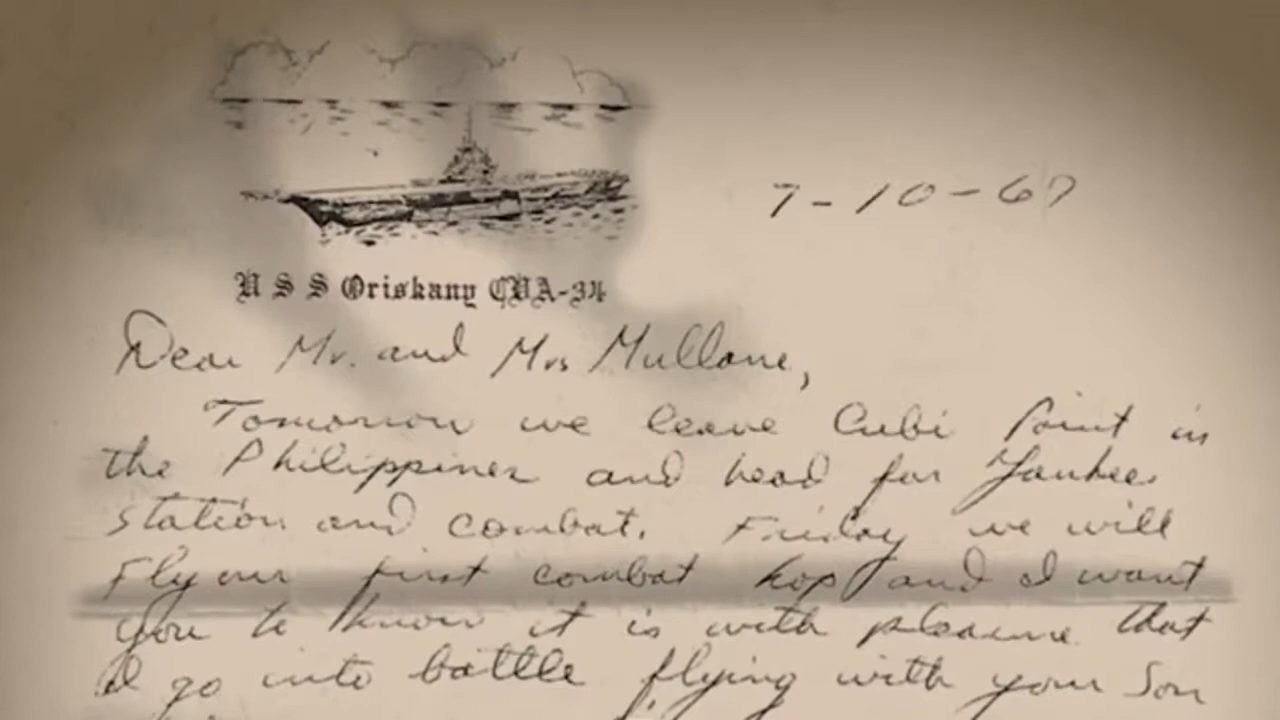 7-10-67
USS Oriskany CVA-34
Dear Mr. and Mrs Mullane,
Tomorrow we leave Cubi Point in
the Philippines and head for Yankee
station and combat. Friday we will
Fly our first combat hop and I want
you to know it is with pleasure that
I go into battle flying with your Son